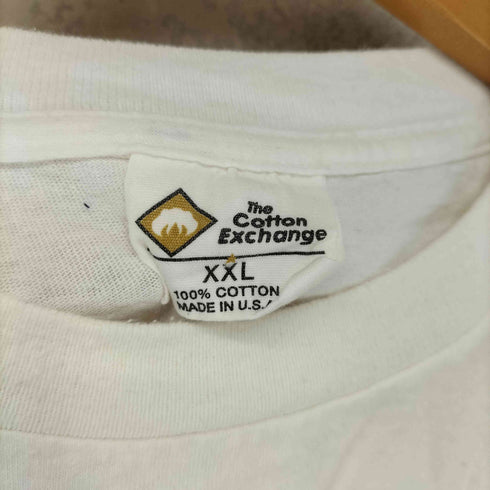 The
Cotton
Exchange
XXL
100% COTTON
MADE IN U.S.A